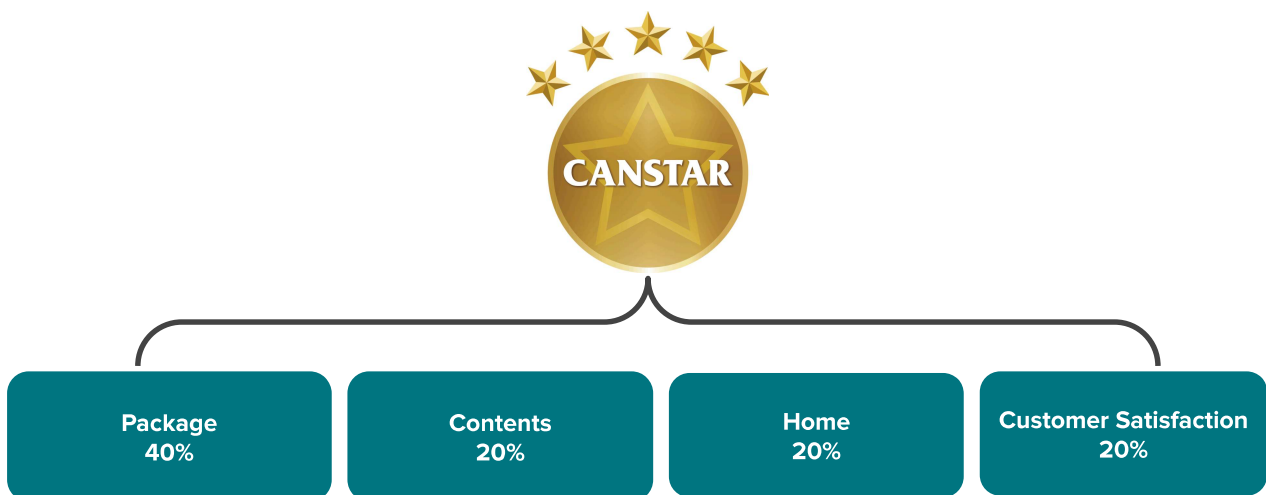 CANSTAR
Package
40%
Contents
20%
Home
20%
Customer Satisfaction
20%